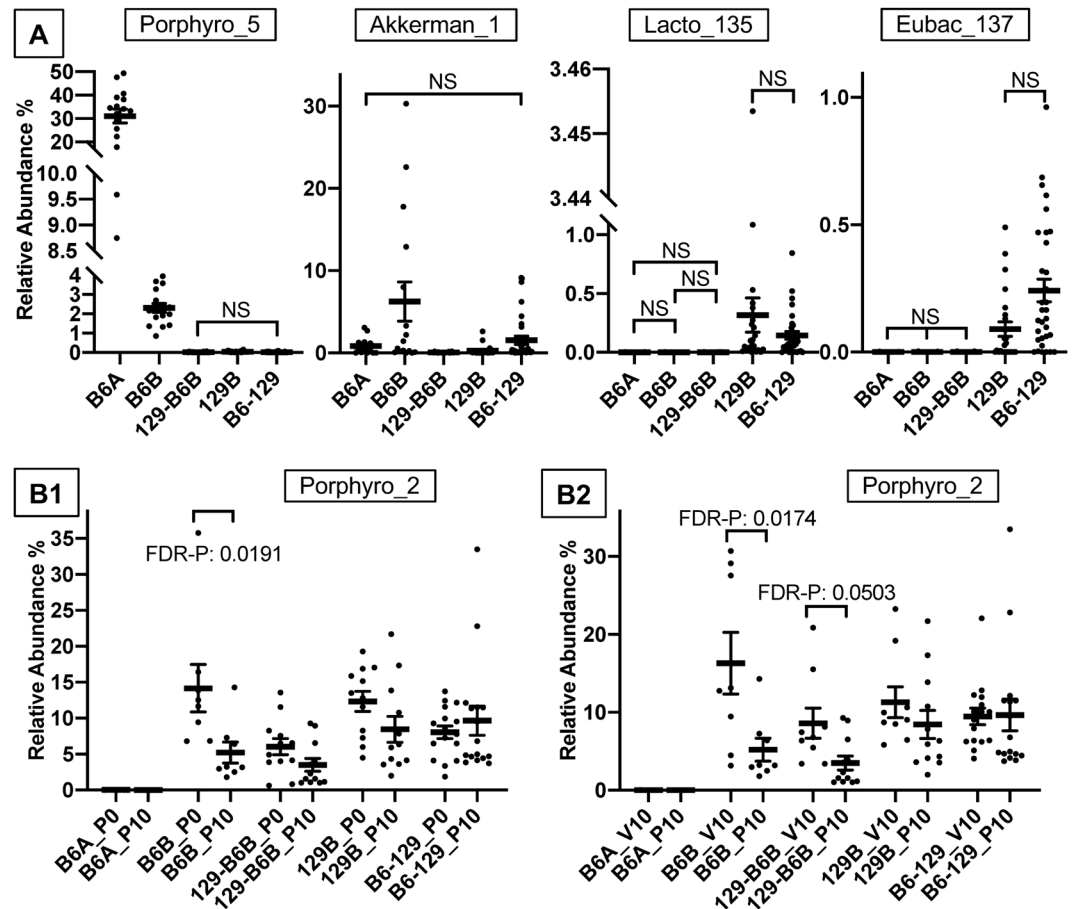 A
Porphyro_5
Akkerman_1
Lacto_135
Eubac_137
Relative Abundance %
50
40
30
20
10.0
9.5
9.0
8.5
4
3
2
1
0
NS
B6A
B6B
129-B6B
129B
B6-129
30
20
10
0
NS
B6A
B6B
129-B6B
129B
B6-129
3.46
3.45
3.44
1.0
0.5
0.0
NS
NS
NS
NS
B6A
B6B
129-B6B
129B
B6-129
1.0
0.5
0.0
NS
NS
B6A
B6B
129-B6B
129B
B6-129
B1
Porphyro_2
Relative Abundance %
35
30
25
20
15
10
5
0
FDR-P: 0.0191
B6A_P0
B6A_P10
B6B_P0
B6B_P10
129-B6B_P0
129-B6B_P10
129B_P0
129B_P10
B6-129_P0
B6-129_P10
B2
Porphyro_2
Relative Abundance %
30
20
10
0
FDR-P: 0.0174
FDR-P: 0.0503
B6A_V10
B6A_P10
B6B_V10
B6B_P10
129-B6B_V10
129-B6B_P10
129B_V10
129B_P10
B6-129_V10
B6-129_P10